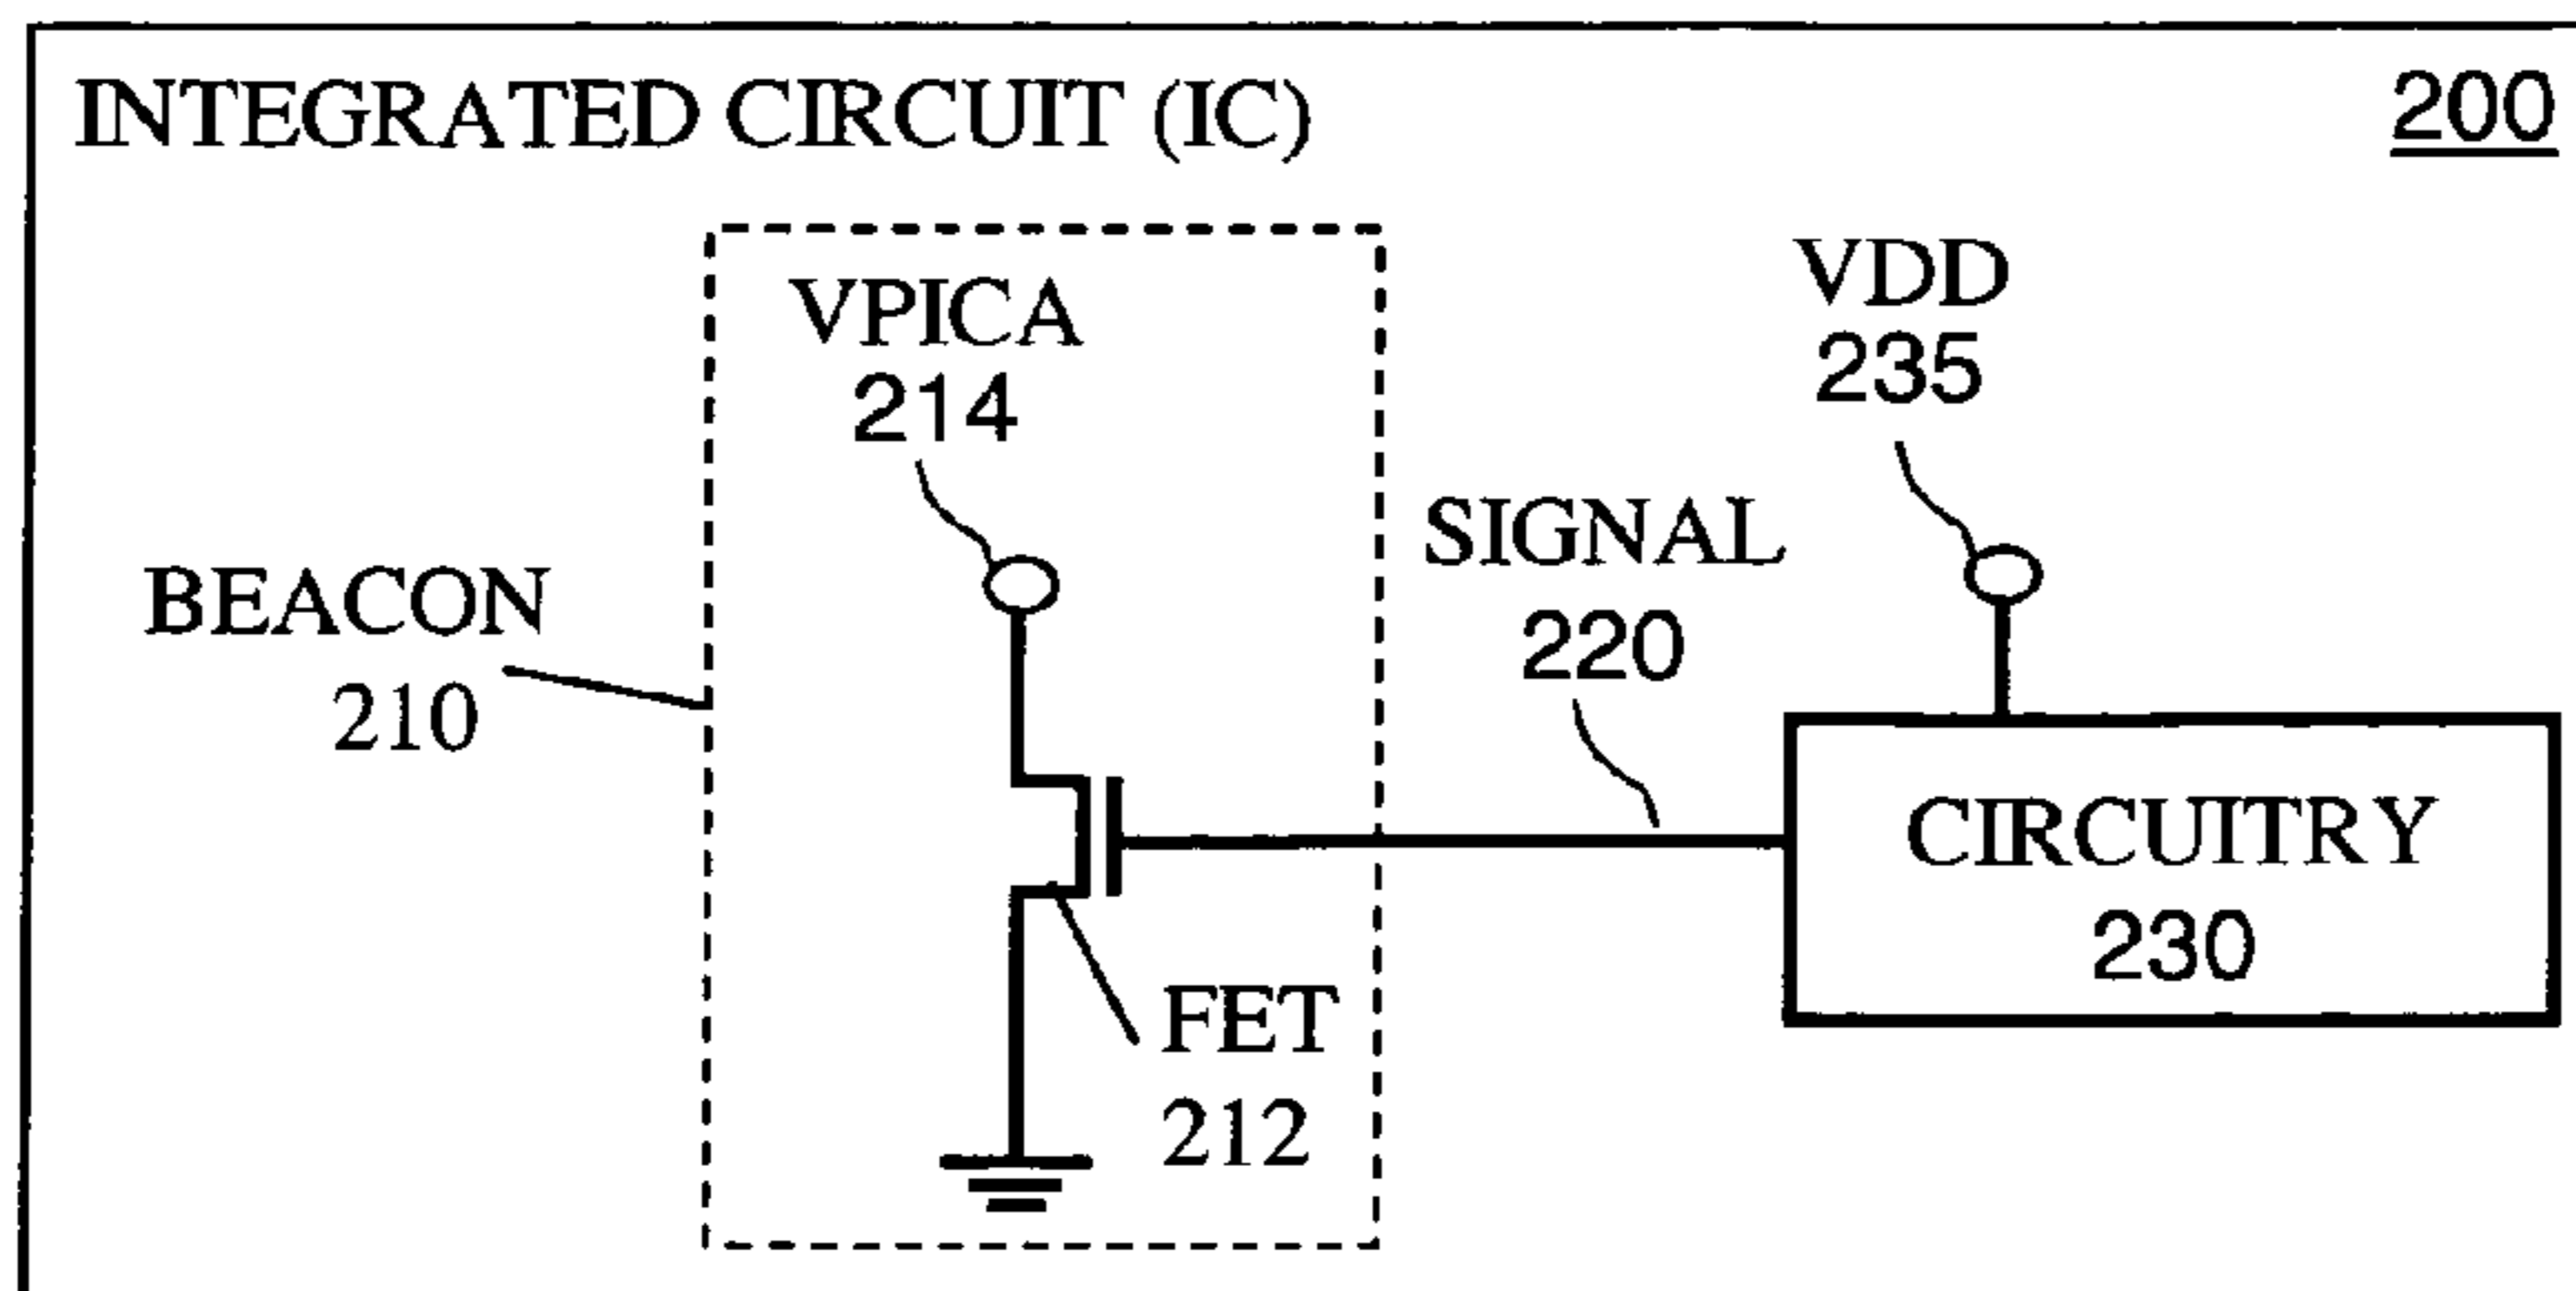 INTEGRATED CIRCUIT (IC)
200
VPICA
214
VDD
235
BEACON
210
SIGNAL
220
CIRCUITRY
230
FET
212